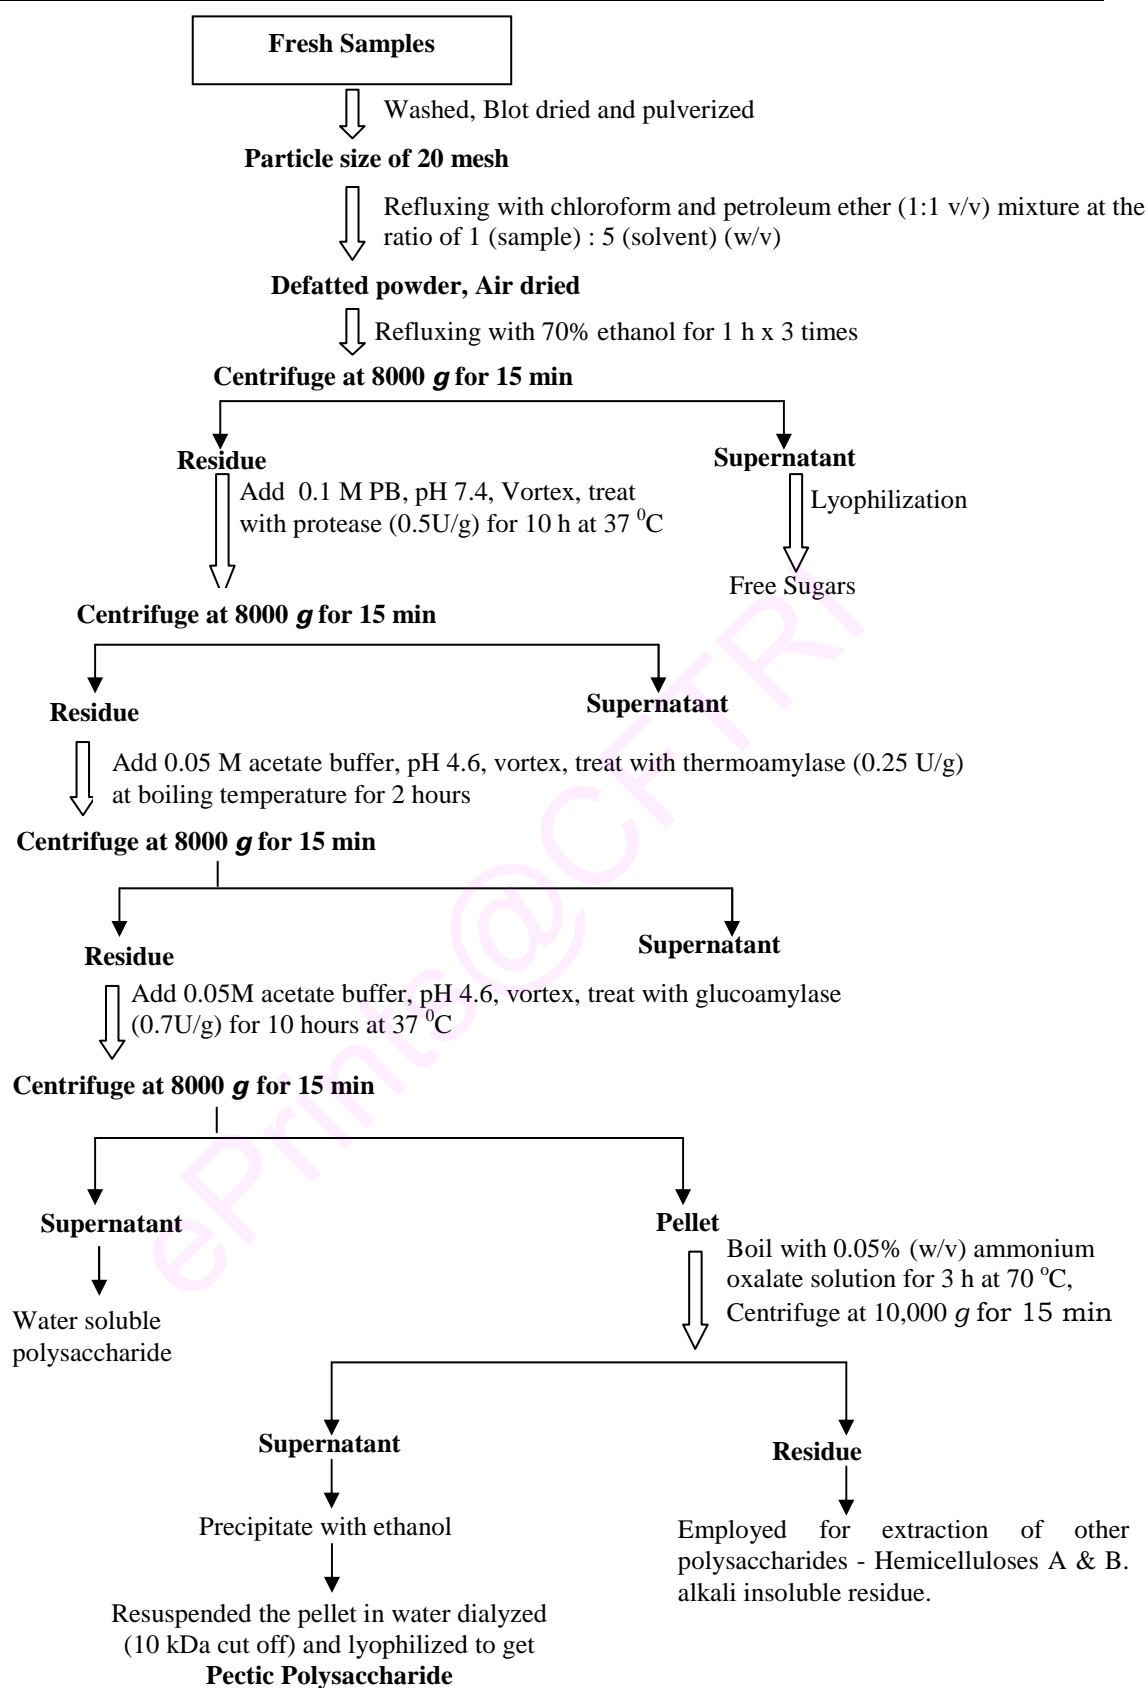 Fresh Samples
Washed, Blot dried and pulverized
Particle size of 20 mesh
Refluxing with chloroform and petroleum ether (1:1 v/v) mixture at the
ratio of 1 (sample) : 5 (solvent) (w/v)
Defatted powder, Air dried
Refluxing with 70% ethanol for 1 h x 3 times
Centrifuge at 8000 g for 15 min
Residue
Supernatant
Add 0.1 M PB, pH 7.4, Vortex, treat
with protease (0.5U/g) for 10 h at 37 ⁰C
Lyophilization
Free Sugars
Centrifuge at 8000 g for 15 min
Residue
Supernatant
Add 0.05 M acetate buffer, pH 4.6, vortex, treat with thermoamylase (0.25 U/g)
at boiling temperature for 2 hours
Centrifuge at 8000 g for 15 min
Residue
Supernatant
Add 0.05M acetate buffer, pH 4.6, vortex, treat with glucoamylase
(0.7U/g) for 10 hours at 37 ⁰C
Centrifuge at 8000 g for 15 min
Supernatant
Pellet
Water soluble
polysaccharide
Boil with 0.05% (w/v) ammonium
oxalate solution for 3 h at 70 ᵒC,
Centrifuge at 10,000 g for 15 min
Supernatant
Residue
Precipitate with ethanol
Employed for extraction of other
polysaccharides - Hemicelluloses A & B.
alkali insoluble residue.
Resuspended the pellet in water dialyzed
(10 kDa cut off) and lyophilized to get
Pectic Polysaccharide
ePrints@CFTRI